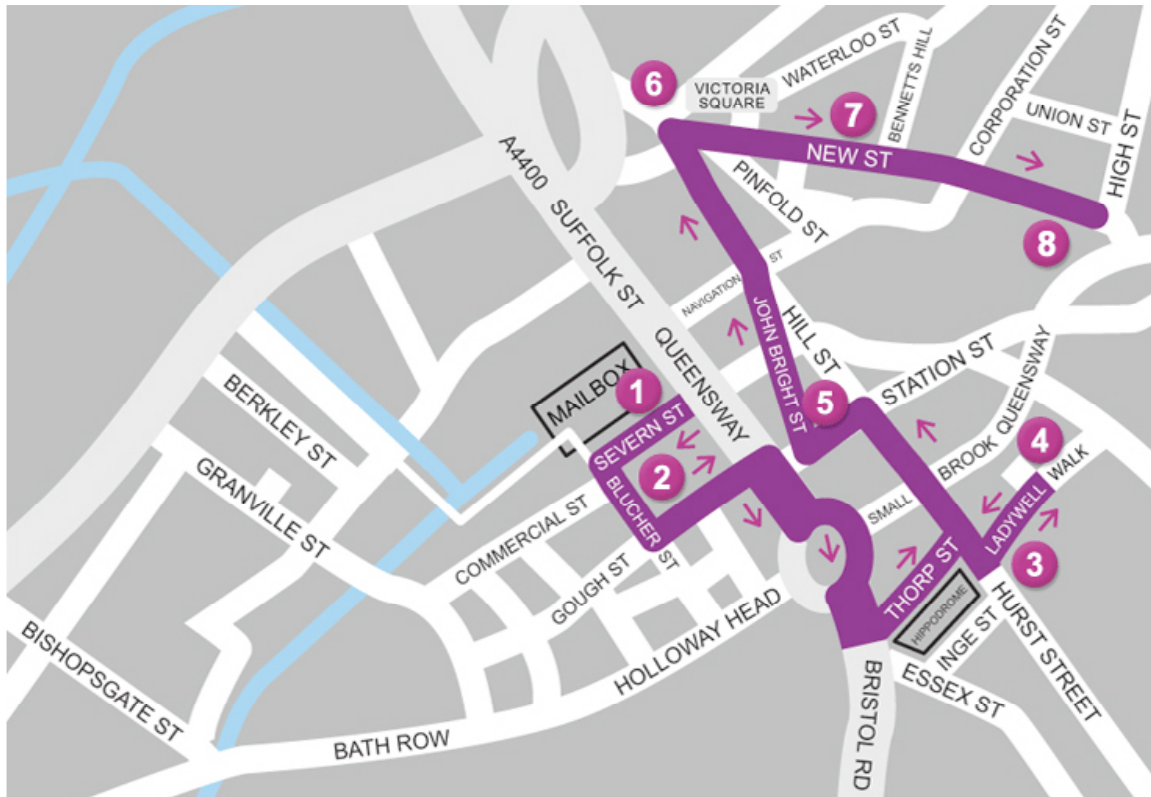 6
VICTORIA
SQUARE
WATERLOO ST
7
BENNETTS HILL
CORPORATION ST
UNION ST
HIGH ST
NEW ST
PINFOLD ST
8
A4400 SUFFOLK ST QUEENSWAY
NAVIGATION ST
JOHN BRIGHT ST
HILL ST
5
STATION ST
MAILBOX
1
SEVERN ST
2
BLUCHER
ST
SMALL BROOK QUEENSWAY
4
LADYWELL WALK
3
THORP ST
HIPPODROME
INGE ST
HURST STREET
ESSEX ST
BRISTOL RD
BERKLEY ST
GRANVILLE ST
COMMERCIAL ST
GOUGH ST
HOLLOWAY HEAD
BISHOPSGATE ST
BATH ROW